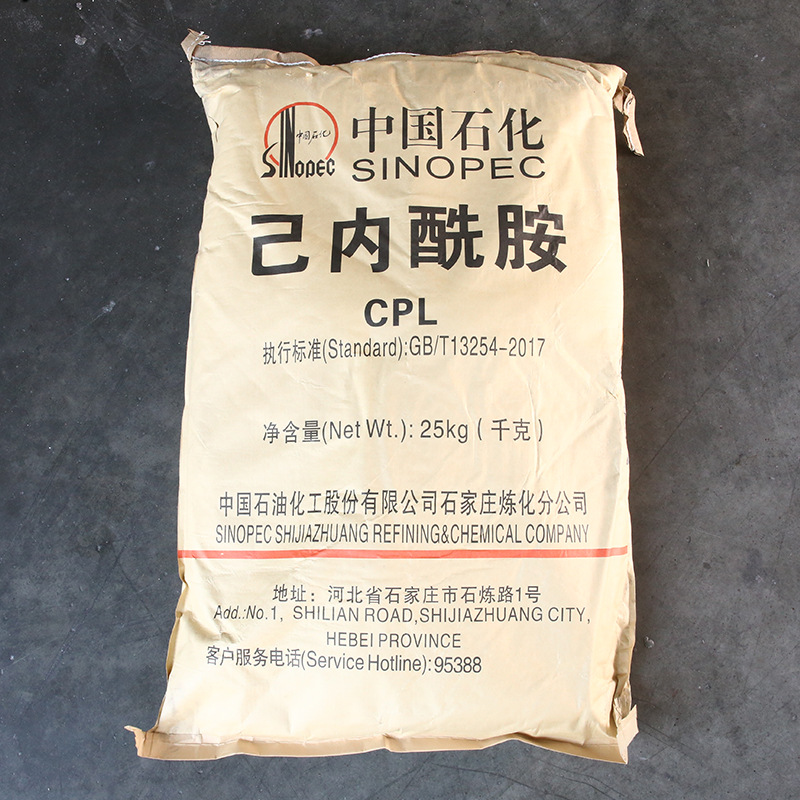 中国石化
SINOPEC
中国石化
SINOPEC
己内酰胺
CPL
执行标准(Standard):GB/T13254-2017
净含量(Net Wt.): 25kg ( 千克 )
中国石油化工股份有限公司石家庄炼化分公司
SINOPEC SHIJIAZHUANG REFINING&CHEMICAL COMPANY
地址：河北省石家庄市石炼路1号
Add.:No.1, SHILIAN ROAD,SHIJIAZHUANG CITY,
HEBEI PROVINCE
客户服务电话(Service Hotline):95388